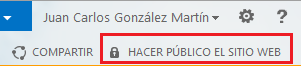 Juan Carlos González Martín ?
COMPARTIR HACER PÚBLICO EL SITIO WEB